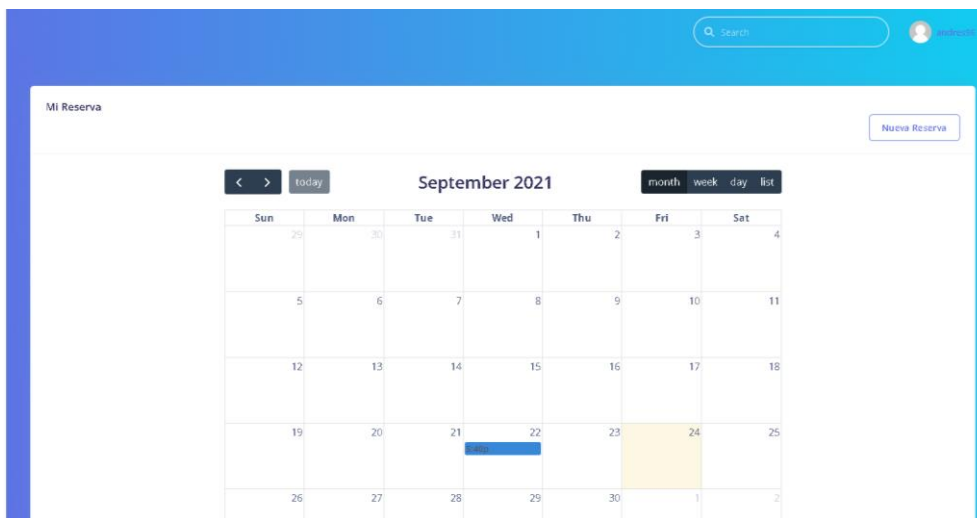 Search
Mi Reserva
Nueva Reserva
today
September 2021
month week day list
Sun Mon Tue Wed Thu Fri Sat
29 30 31 1 2 3 4
5 6 7 8 9 10 11
12 13 14 15 16 17 18
19 20 21 22 23 24 25
26 27 28 29 30 1 2